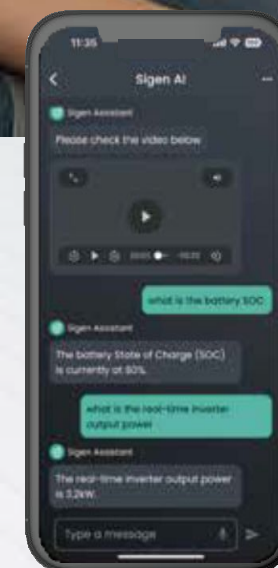 11:35
Sigen AI
Sigen Assistant
Please check the video below
what is the battery SOC
Sigen Assistant
The battery State of Charge (SOC)
is currently at 80%.
what is the real-time inverter
output power
Sigen Assistant
The real-time inverter output power
is 3.2kW.
Type a message